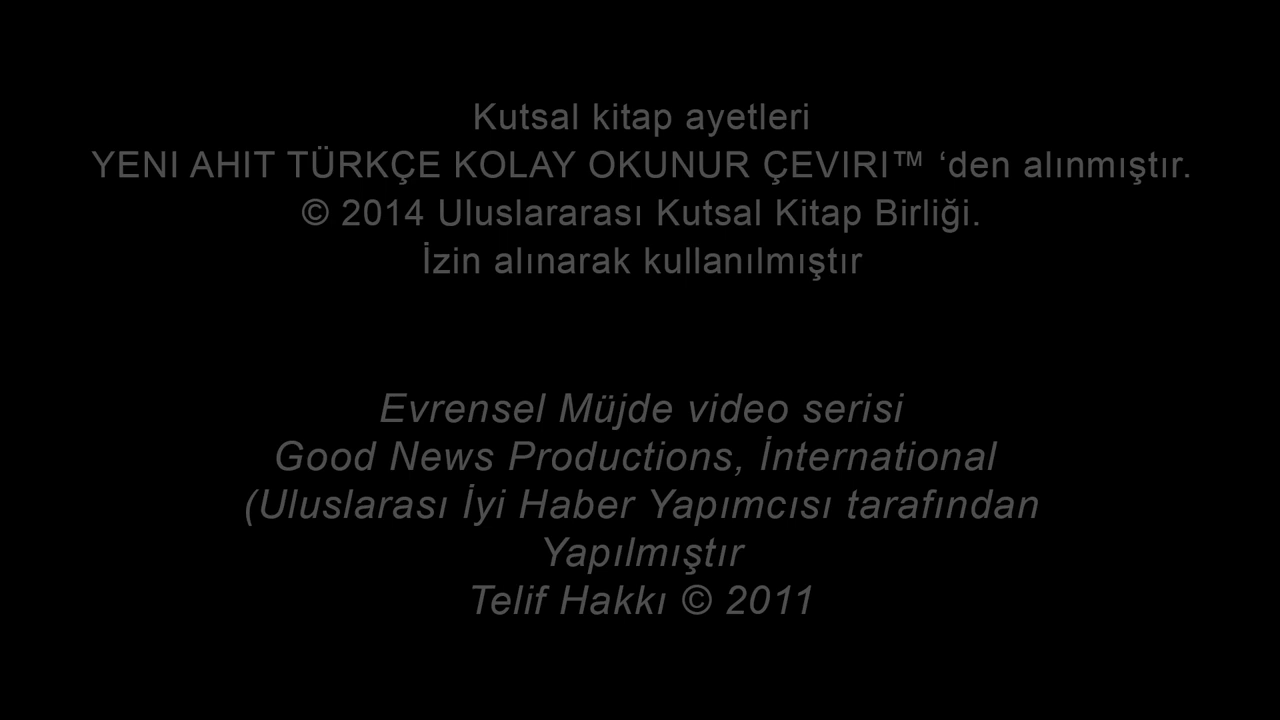 Kutsal kitap ayetleri
YENI AHIT TÜRKÇE KOLAY OKUNUR ÇEVIRI™ ‘den alınmıştır.
© 2014 Uluslararası Kutsal Kitap Birliği.
İzin alınarak kullanılmıştır
Evrensel Müjde video serisi
Good News Productions, İnternational
(Uluslarası İyi Haber Yapımcısı tarafından
Yapılmıştır
Telif Hakkı © 2011